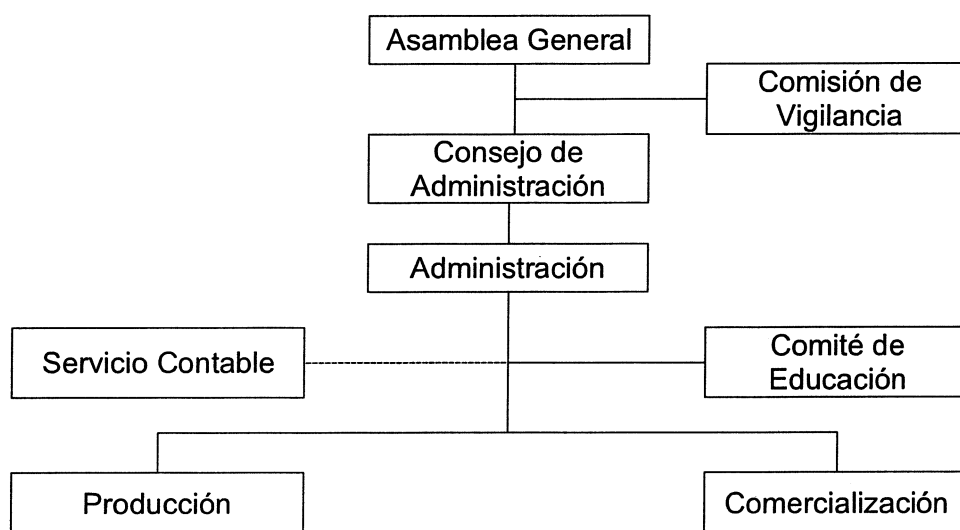 Asamblea General
Comisión de
Vigilancia
Consejo de
Administración
Administración
Servicio Contable
Comité de
Educación
Producción
Comercialización